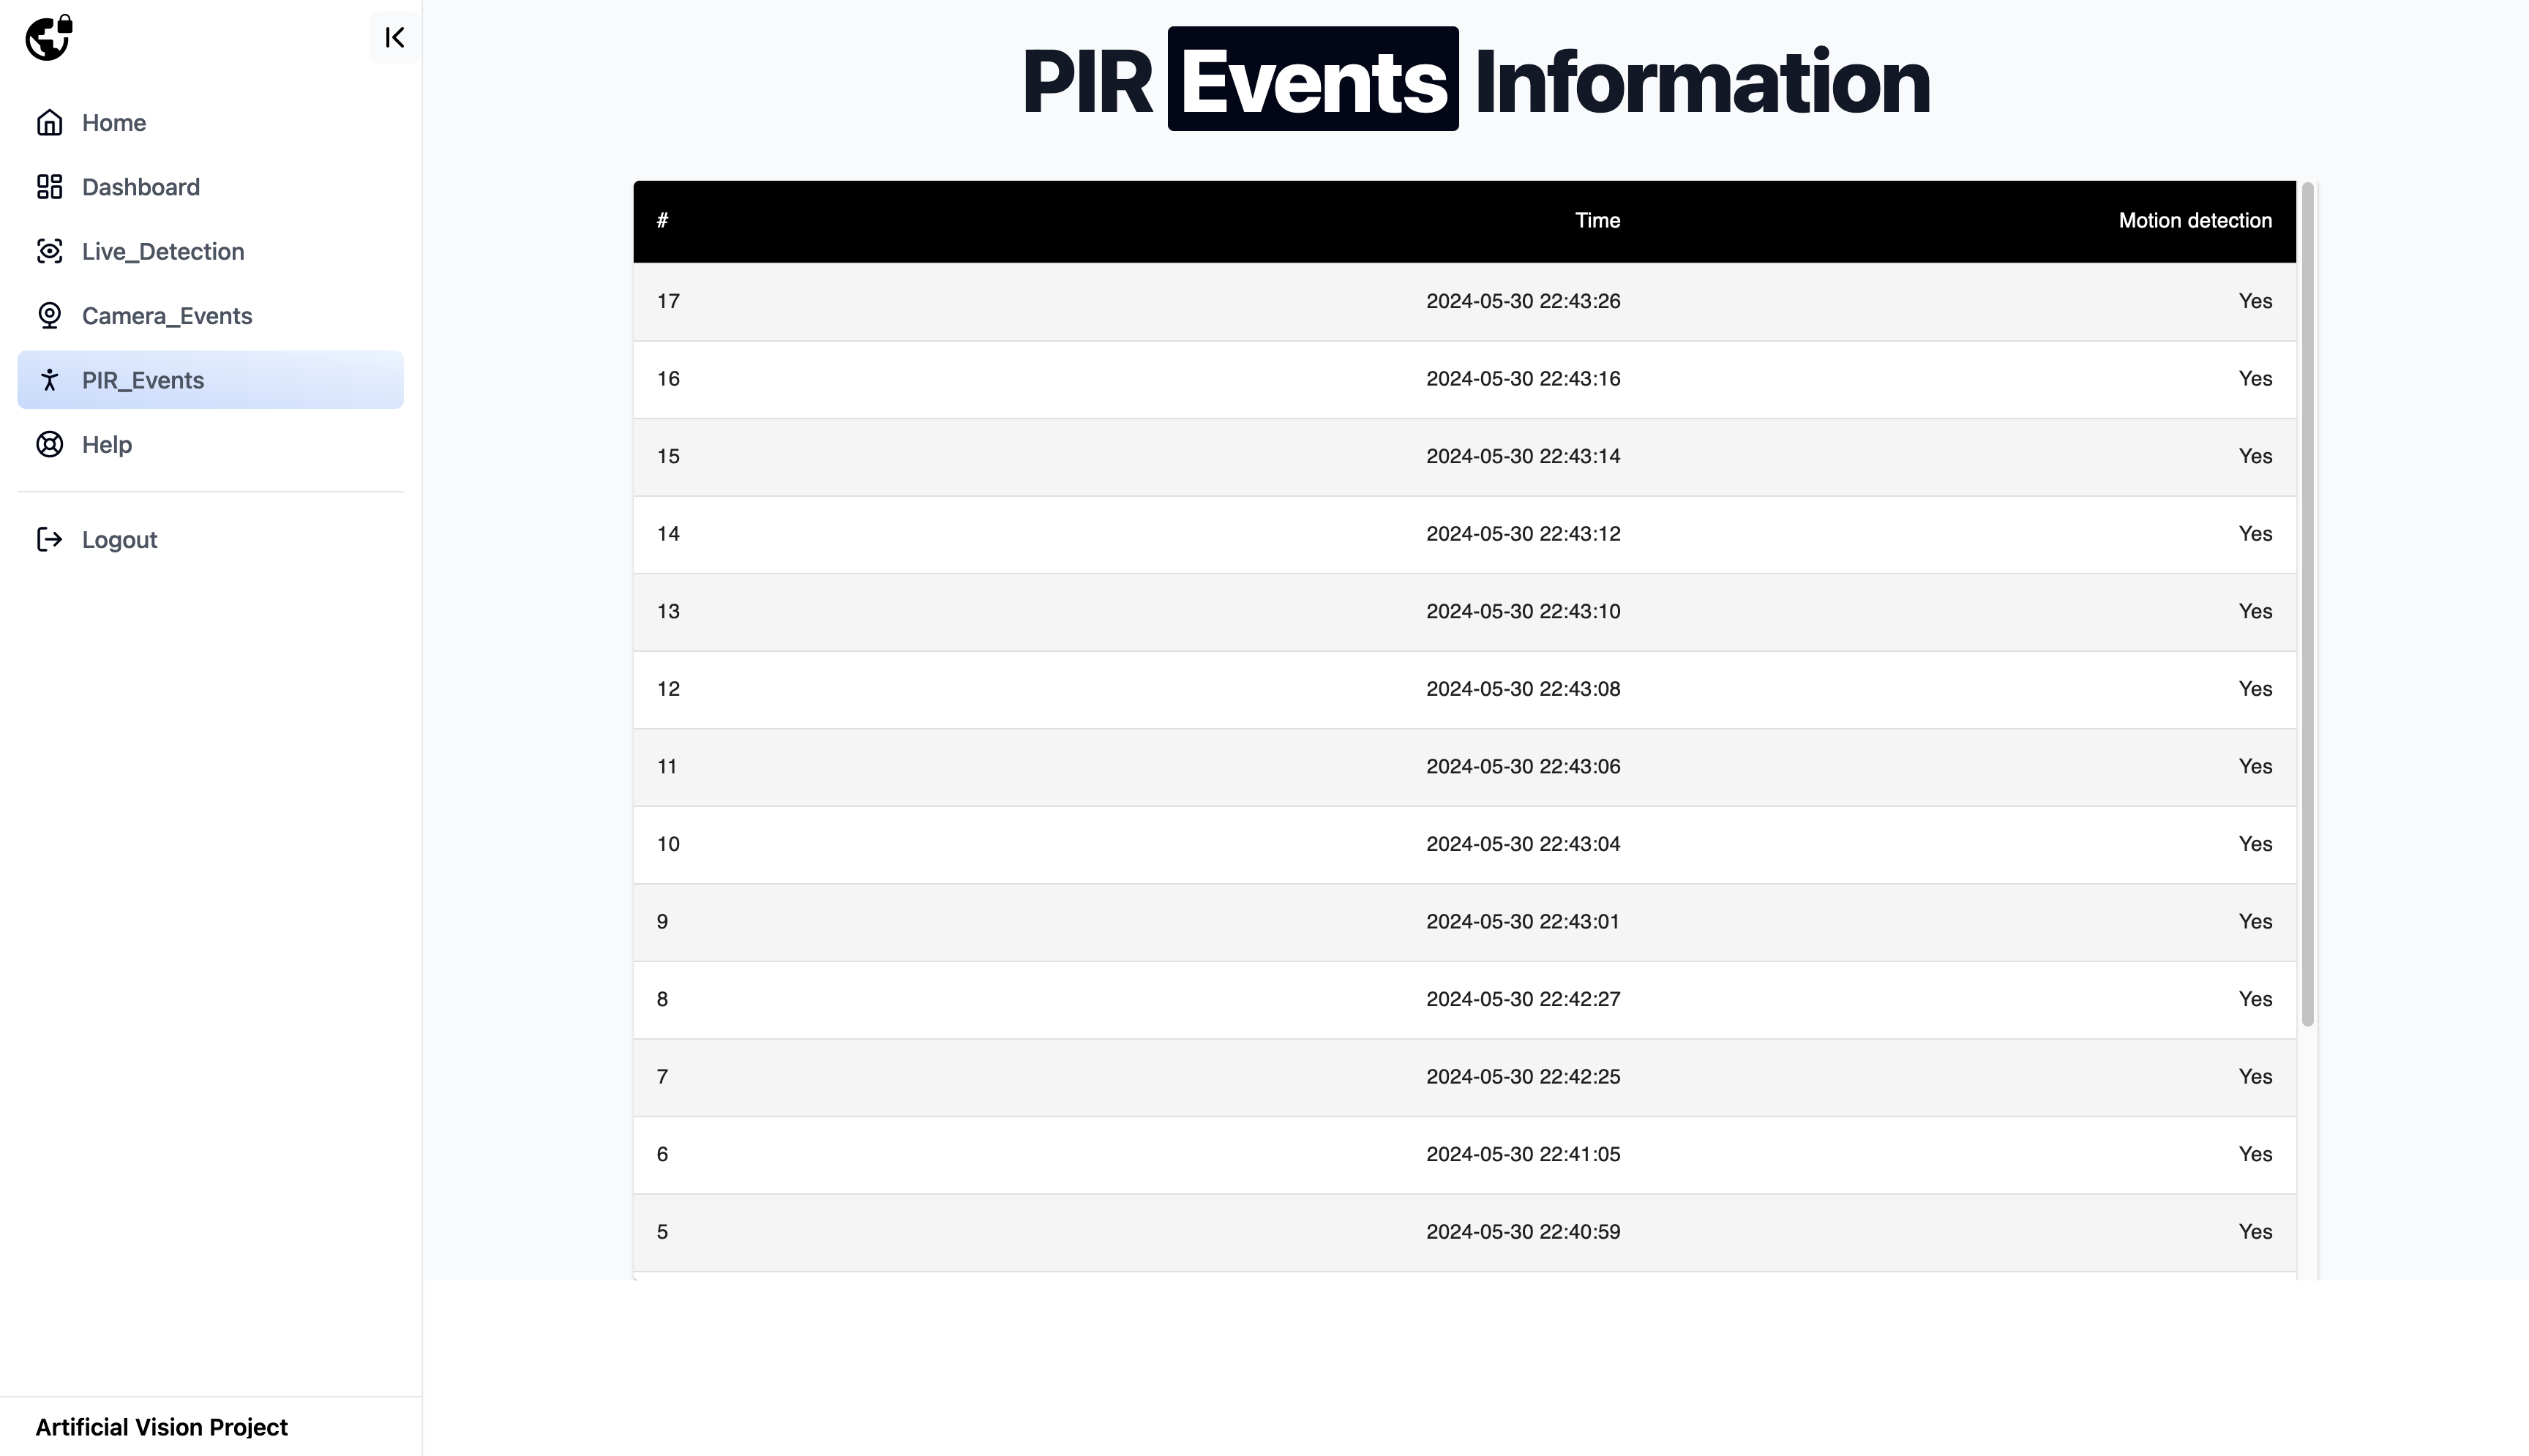 Home
Dashboard
Live_Detection
Camera_Events
PIR_Events
Help
Logout
Artificial Vision Project
PIR Events Information
# Time Motion detection
17 2024-05-30 22:43:26 Yes
16 2024-05-30 22:43:16 Yes
15 2024-05-30 22:43:14 Yes
14 2024-05-30 22:43:12 Yes
13 2024-05-30 22:43:10 Yes
12 2024-05-30 22:43:08 Yes
11 2024-05-30 22:43:06 Yes
10 2024-05-30 22:43:04 Yes
9 2024-05-30 22:43:01 Yes
8 2024-05-30 22:42:27 Yes
7 2024-05-30 22:42:25 Yes
6 2024-05-30 22:41:05 Yes
5 2024-05-30 22:40:59 Yes